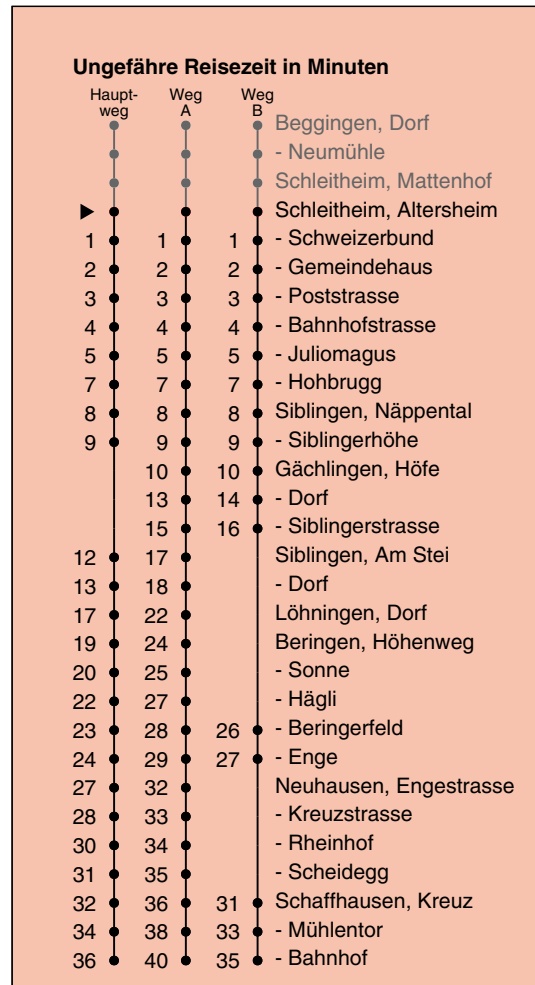 Ungefähre Reisezeit in Minuten
Haupt- Weg Weg
weg A B
Beggingen, Dorf
- Neumühle
Schleitheim, Mattenhof
Schleitheim, Altersheim
1 1 1 - Schweizerbund
2 2 2 - Gemeindehaus
3 3 3 - Poststrasse
4 4 4 - Bahnhofstrasse
5 5 5 - Juliomagus
7 7 7 - Hohbrugg
8 8 8 Siblingen, Näppental
9 9 9 - Siblingerhöhe
10 10 Gächlingen, Höfe
13 14 - Dorf
15 16 - Siblingerstrasse
12 17 Siblingen, Am Stei
13 18 - Dorf
17 22 Löhningen, Dorf
19 24 Beringen, Höhenweg
20 25 - Sonne
22 27 - Hägli
23 28 26 - Beringerfeld
24 29 27 - Enge
27 32 Neuhausen, Engestrasse
28 33 - Kreuzstrasse
30 34 - Rheinhof
31 35 - Scheidegg
32 36 31 Schaffhausen, Kreuz
34 38 33 - Mühlentor
36 40 35 - Bahnhof